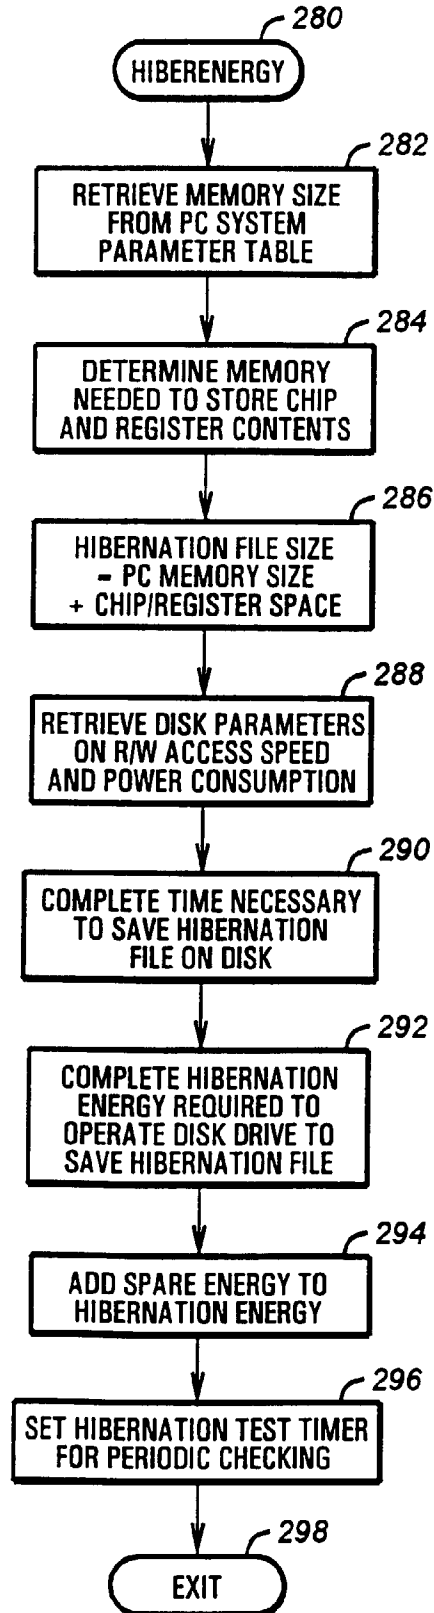 280
HIBERENERGY
282
RETRIEVE MEMORY SIZE
FROM PC SYSTEM
PARAMETER TABLE
284
DETERMINE MEMORY
NEEDED TO STORE CHIP
AND REGISTER CONTENTS
286
HIBERNATION FILE SIZE
= PC MEMORY SIZE
+ CHIP/REGISTER SPACE
288
RETRIEVE DISK PARAMETERS
ON R/W ACCESS SPEED
AND POWER CONSUMPTION
290
COMPLETE TIME NECESSARY
TO SAVE HIBERNATION
FILE ON DISK
292
COMPLETE HIBERNATION
ENERGY REQUIRED TO
OPERATE DISK DRIVE TO
SAVE HIBERNATION FILE
294
ADD SPARE ENERGY TO
HIBERNATION ENERGY
296
SET HIBERNATION TEST TIMER
FOR PERIODIC CHECKING
298
EXIT